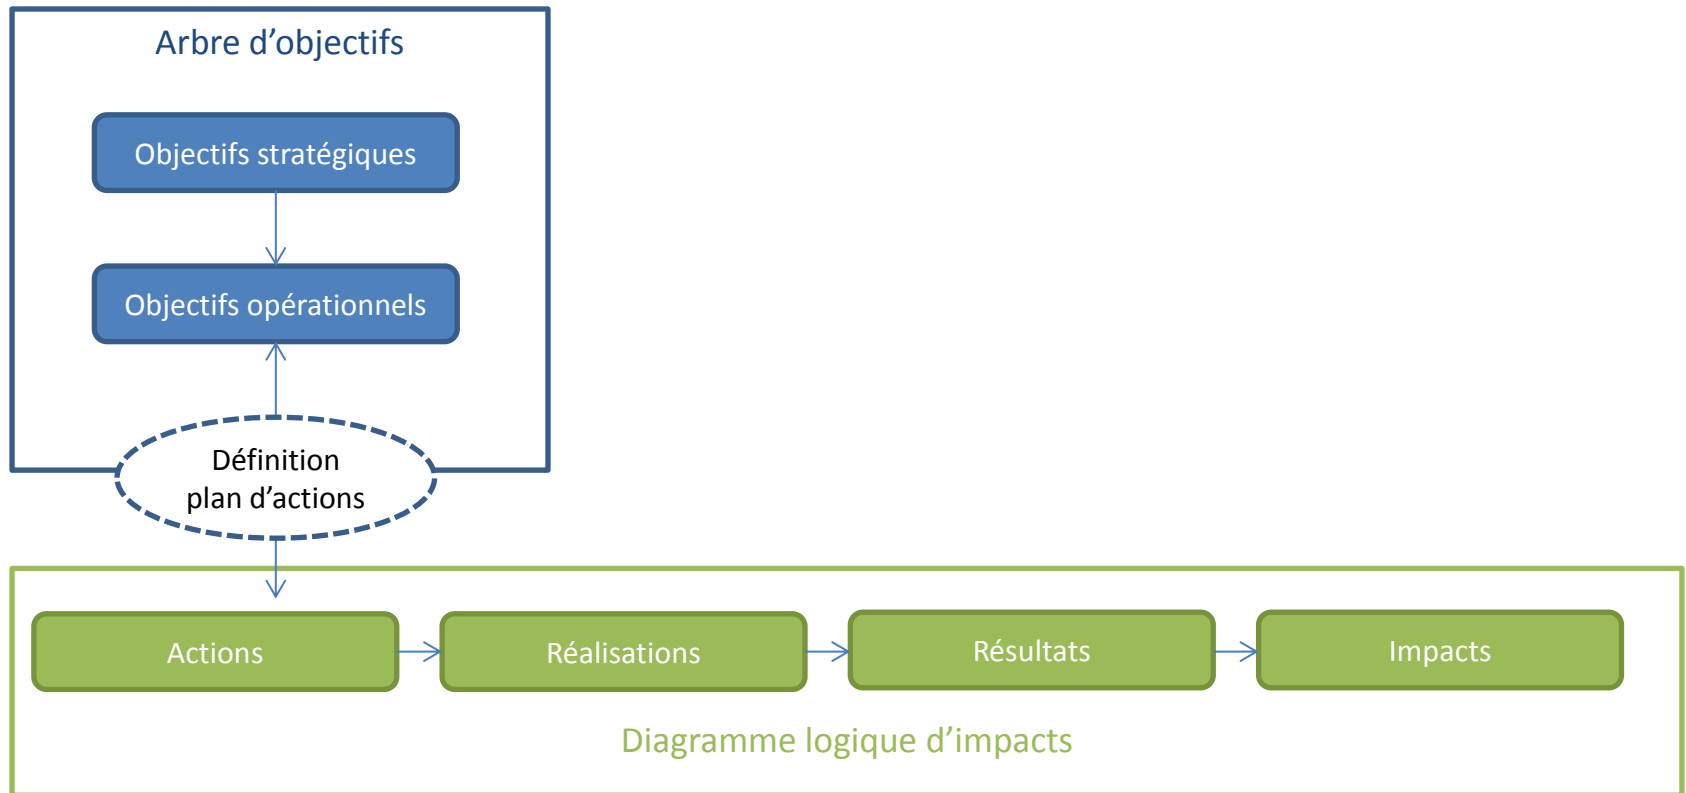 Arbre d’objectifs
Objectifs stratégiques
Objectifs opérationnels
Définition
plan d’actions
Actions
Réalisations
Résultats
Impacts
Diagramme logique d’impacts